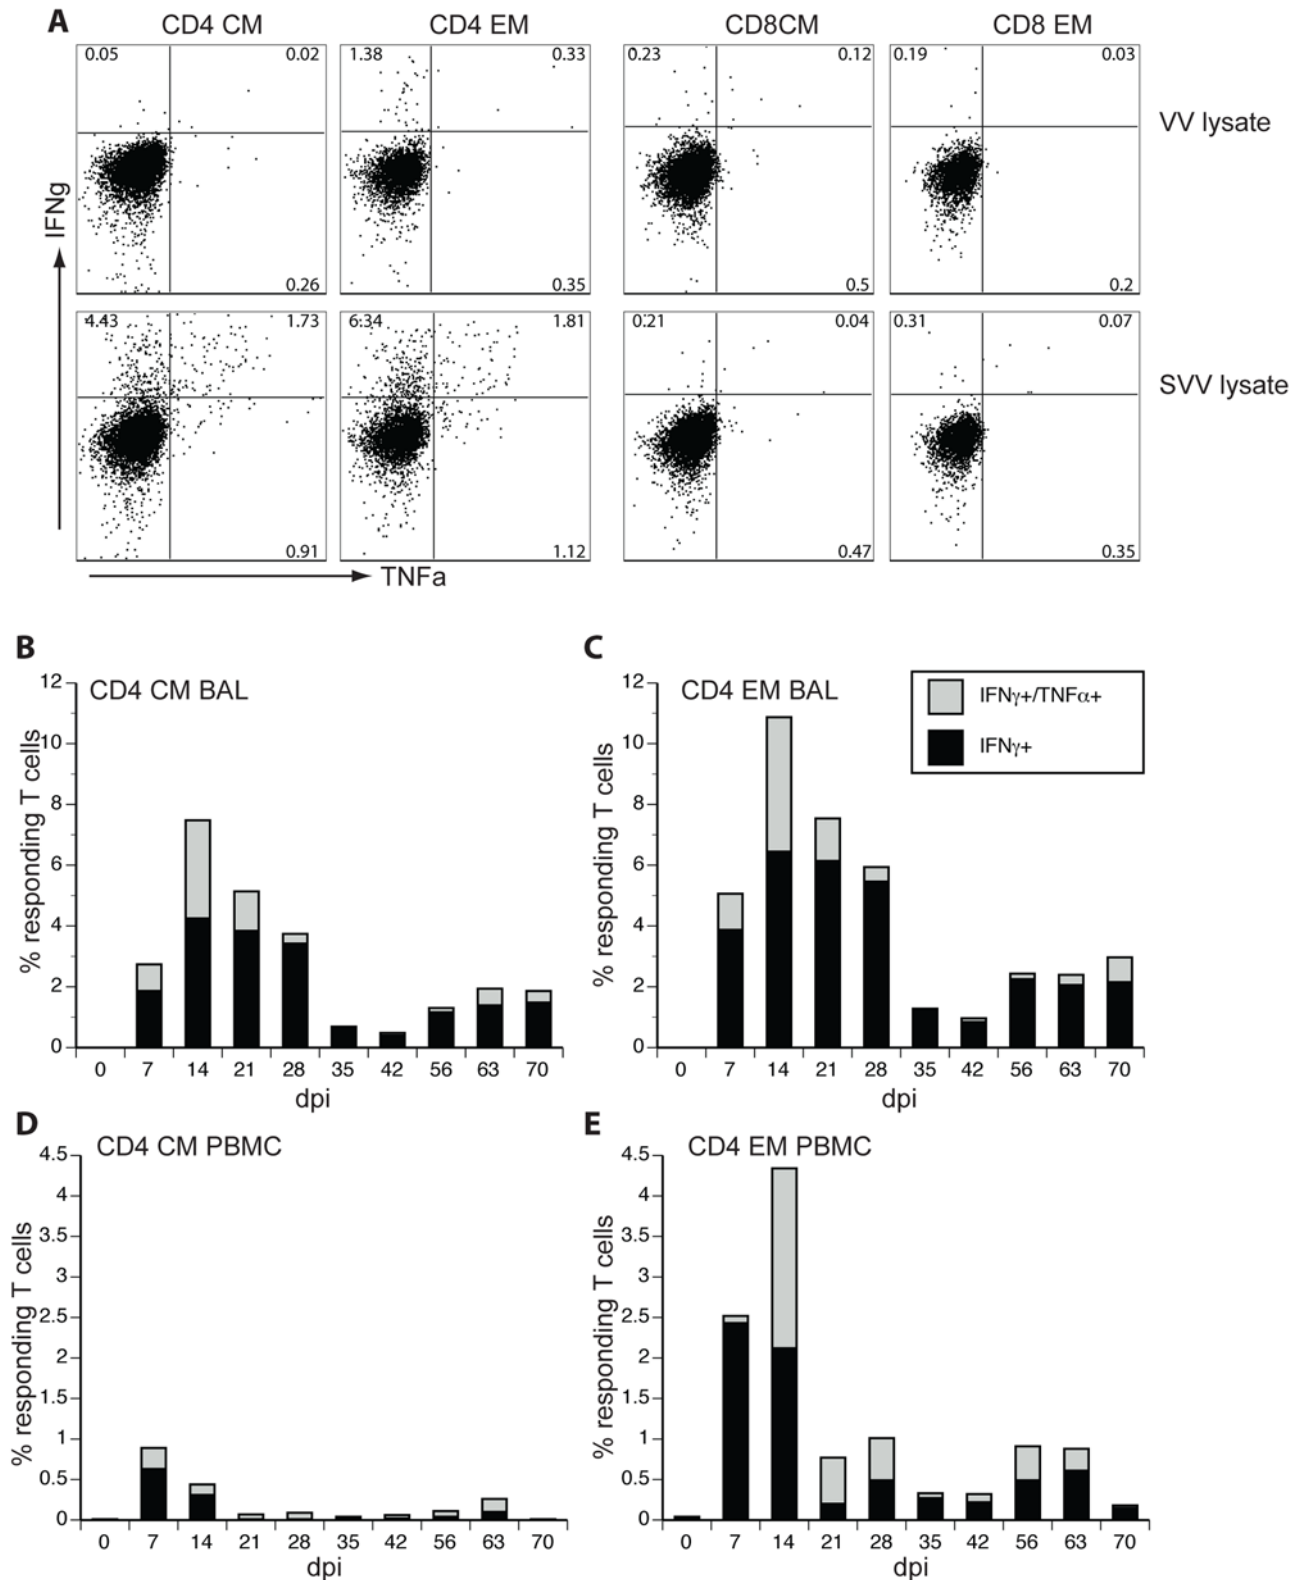 A
CD4 CM
CD4 EM
CD8CM
CD8 EM
0.05
0.02
1.38
0.33
0.23
0.12
0.19
0.03
VV lysate
IFNg
0.26
0.35
0.5
0.2
4.43
1.73
6.34
1.81
0.21
0.04
0.31
0.07
SVV lysate
0.91
1.12
0.47
0.35
TNFa
B
CD4 CM BAL
% responding T cells
12
10
8
6
4
2
0
0 7 14 21 28 35 42 56 63 70
dpi
C
CD4 EM BAL
IFNγ+/TNFα+
IFNγ+
% responding T cells
12
10
8
6
4
2
0
0 7 14 21 28 35 42 56 63 70
dpi
D
CD4 CM PBMC
% responding T cells
4.5
4
3.5
3
2.5
2
1.5
1
0.5
0
0 7 14 21 28 35 42 56 63 70
dpi
E
CD4 EM PBMC
% responding T cells
4.5
4
3.5
3
2.5
2
1.5
1
0.5
0
0 7 14 21 28 35 42 56 63 70
dpi